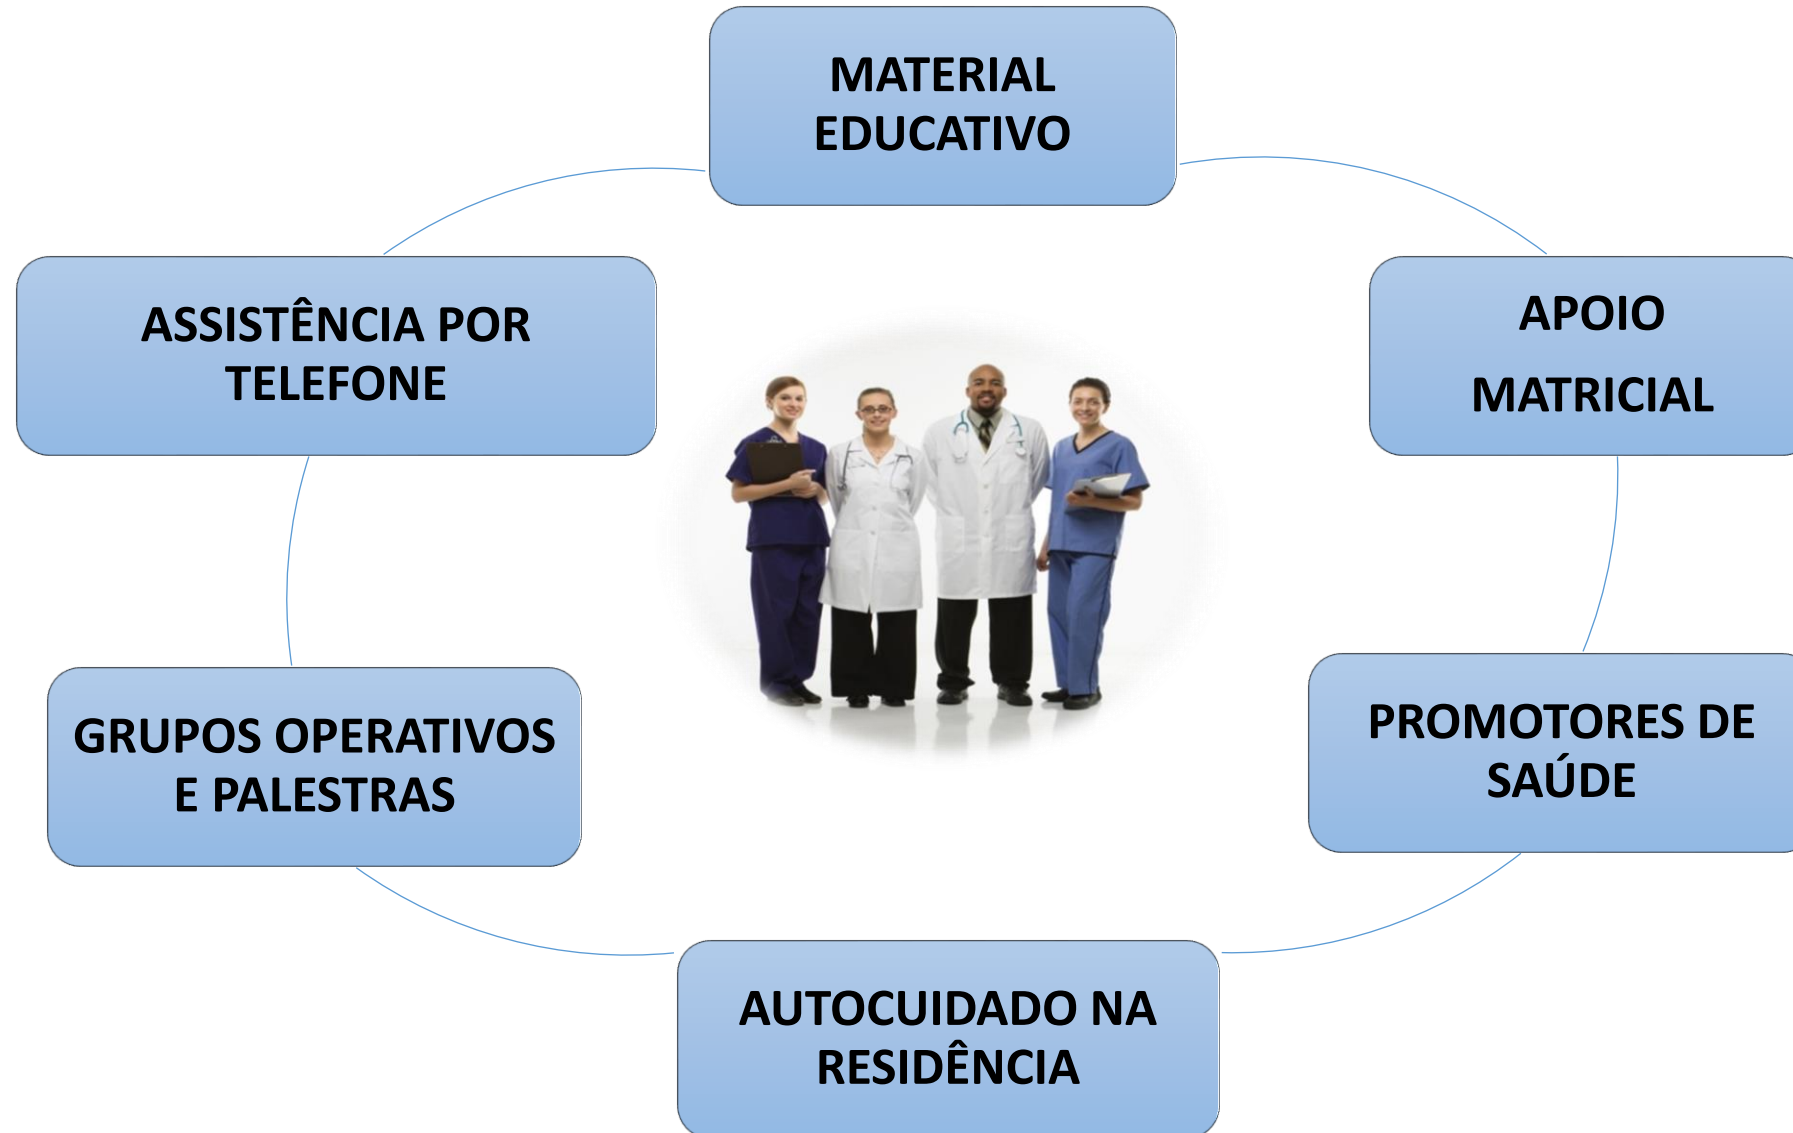 MATERIAL
EDUCATIVO
ASSISTÊNCIA POR
TELEFONE
APOIO
MATRICIAL
GRUPOS OPERATIVOS
E PALESTRAS
PROMOTORES DE
SAÚDE
AUTOCUIDADO NA
RESIDÊNCIA